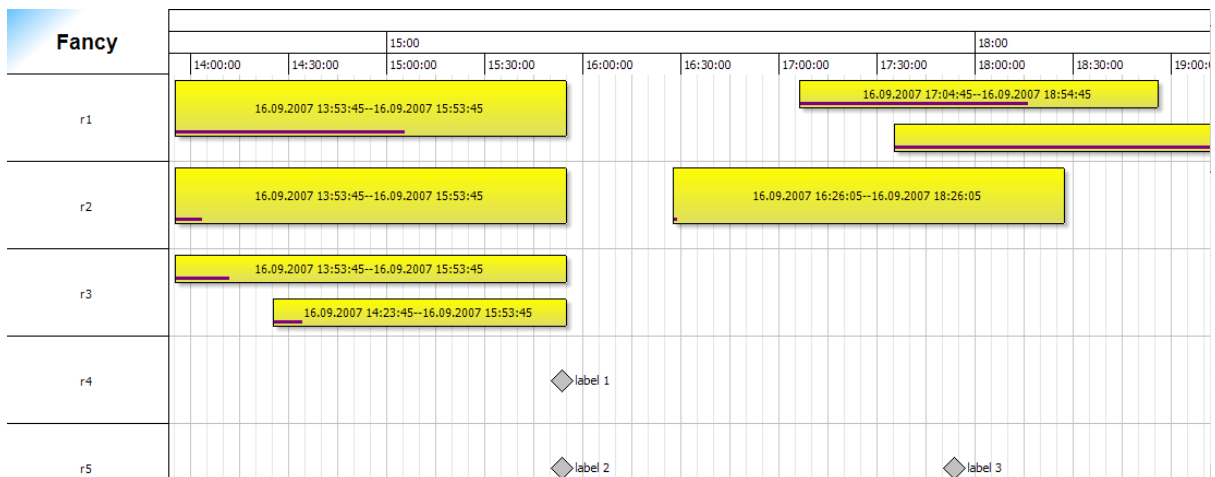 Fancy
15:00 18:00
14:00:00 14:30:00 15:00:00 15:30:00 16:00:00 16:30:00 17:00:00 17:30:00 18:00:00 18:30:00 19:00:
r1
16.09.2007 13:53:45--16.09.2007 15:53:45
16.09.2007 17:04:45--16.09.2007 18:54:45
r2
16.09.2007 13:53:45--16.09.2007 15:53:45
16.09.2007 16:26:05--16.09.2007 18:26:05
r3
16.09.2007 13:53:45--16.09.2007 15:53:45
16.09.2007 14:23:45--16.09.2007 15:53:45
r4
label 1
r5
label 2
label 3